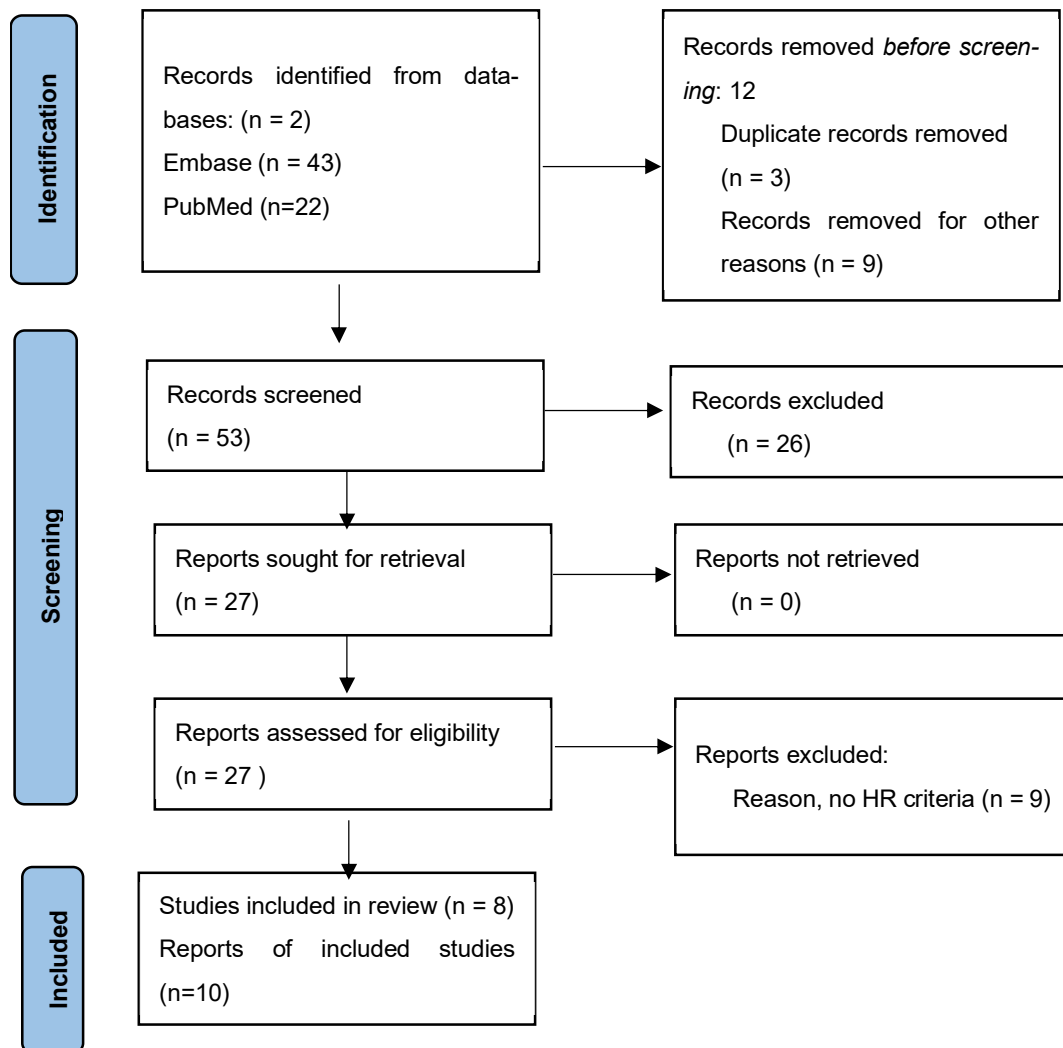 Identification
Records identified from data-
bases: (n = 2)
Embase (n = 43)
PubMed (n=22)
Records removed before screen-
ing: 12
Duplicate records removed
(n = 3)
Records removed for other
reasons (n = 9)
Screening
Records screened
(n = 53)
Records excluded
(n = 26)
Reports sought for retrieval
(n = 27)
Reports not retrieved
(n = 0)
Reports assessed for eligibility
(n = 27 )
Reports excluded:
Reason, no HR criteria (n = 9)
Included
Studies included in review (n = 8)
Reports of included studies
(n=10)